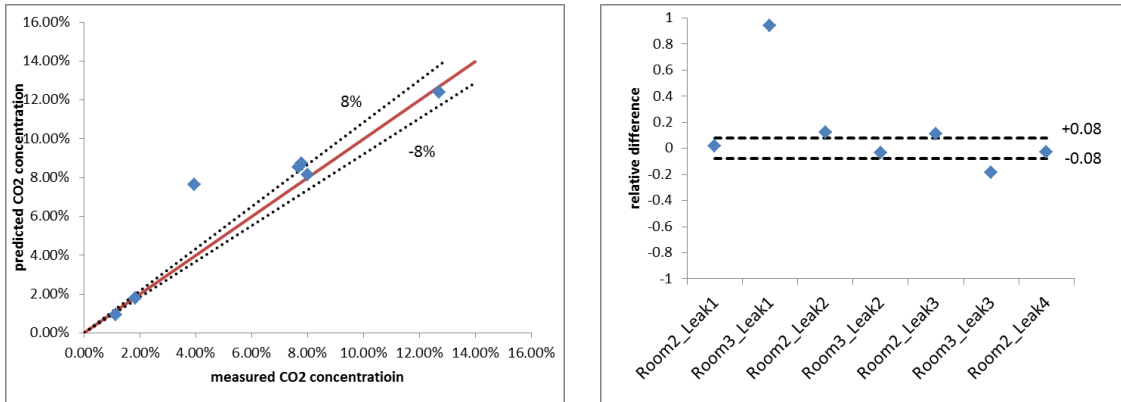 16.00%
14.00%
12.00%
10.00%
8.00%
6.00%
4.00%
2.00%
0.00%
predicted CO2 concentration
8%
-8%
0.00% 2.00% 4.00% 6.00% 8.00% 10.00% 12.00% 14.00% 16.00%
measured CO2 concentratioin
1
0.8
0.6
0.4
0.2
0
-0.2
-0.4
-0.6
-0.8
-1
relative difference
+0.08
-0.08
Room2_Leak1
Room3_Leak1
Room2_Leak2
Room3_Leak2
Room2_Leak3
Room3_Leak3
Room2_Leak4